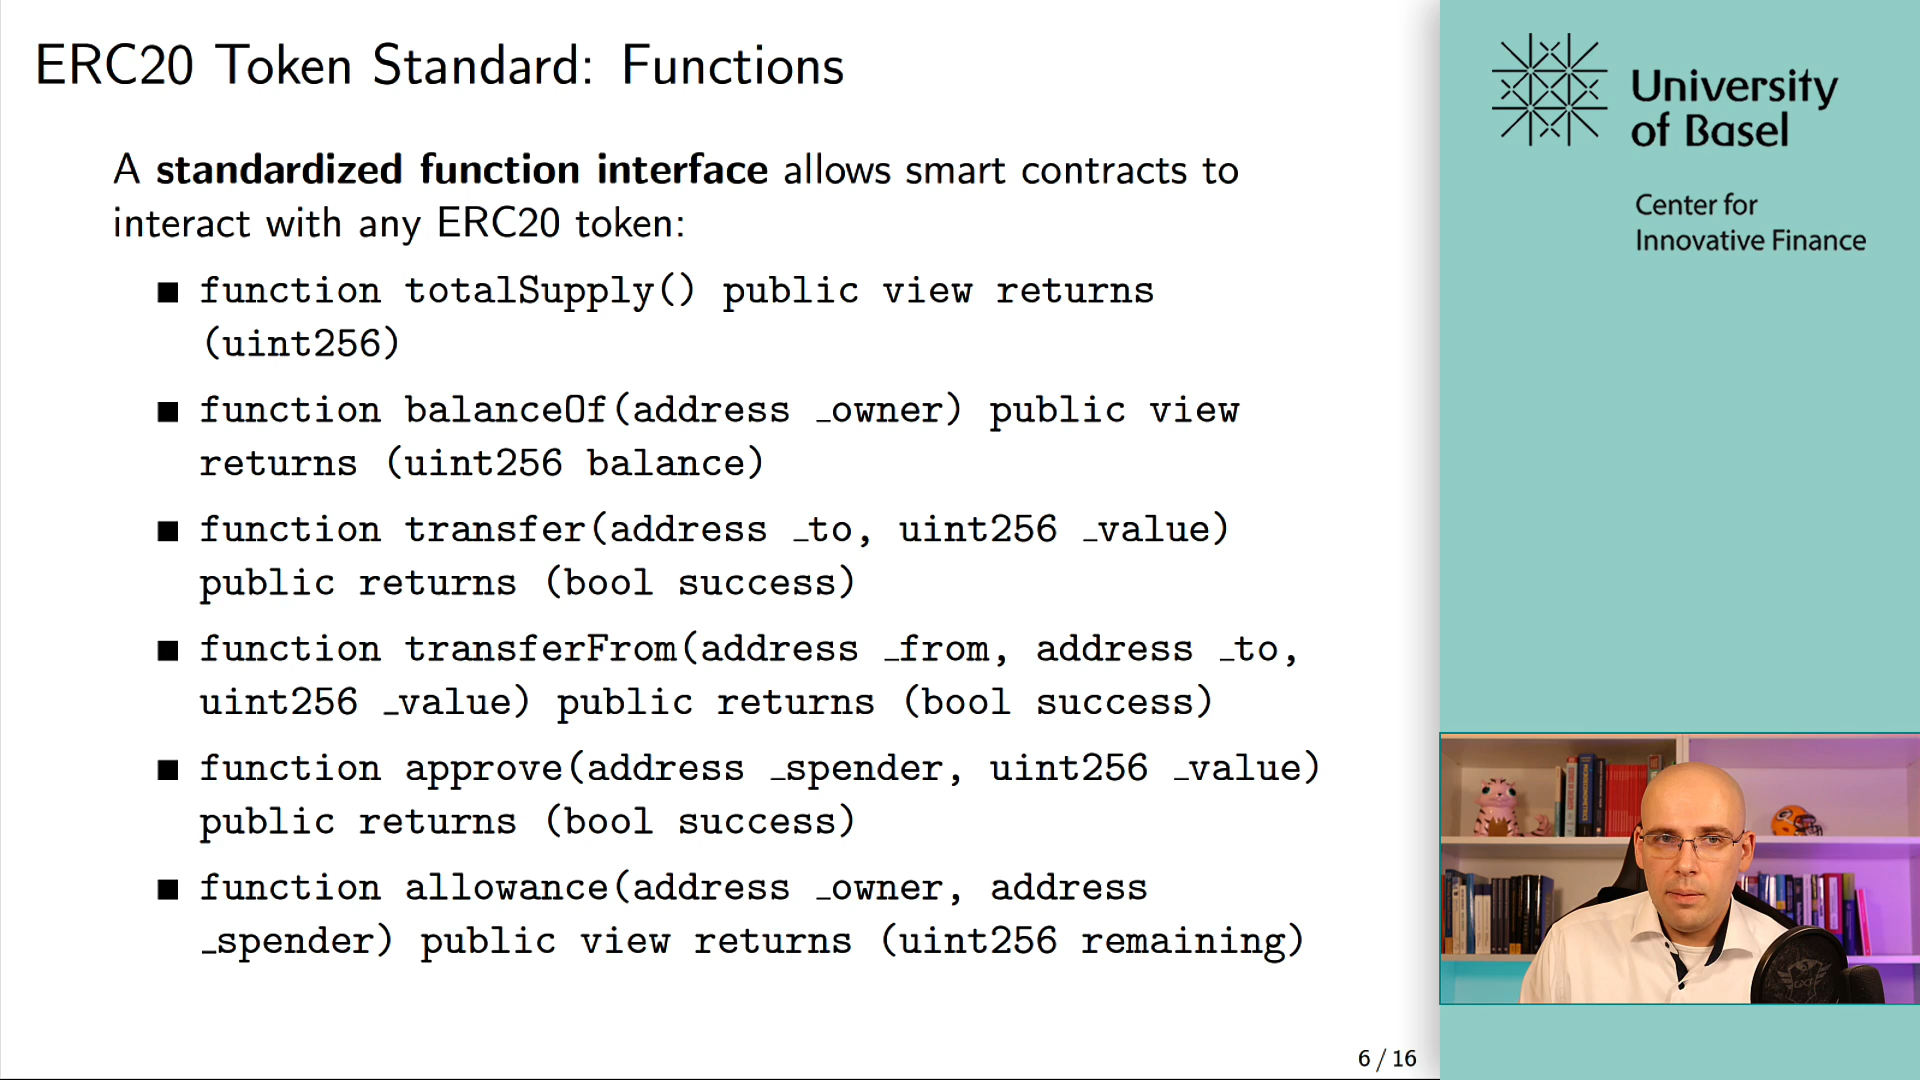 ERC20 Token Standard: Functions
A standardized function interface allows smart contracts to
interact with any ERC20 token:
■ function totalSupply() public view returns
(uint256)
■ function balanceOf(address _owner) public view
returns (uint256 balance)
■ function transfer(address _to, uint256 _value)
public returns (bool success)
■ function transferFrom(address _from, address _to,
uint256 _value) public returns (bool success)
■ function approve(address _spender, uint256 _value)
public returns (bool success)
■ function allowance(address _owner, address
_spender) public view returns (uint256 remaining)
6 / 16
University
of Basel
Center for
Innovative Finance